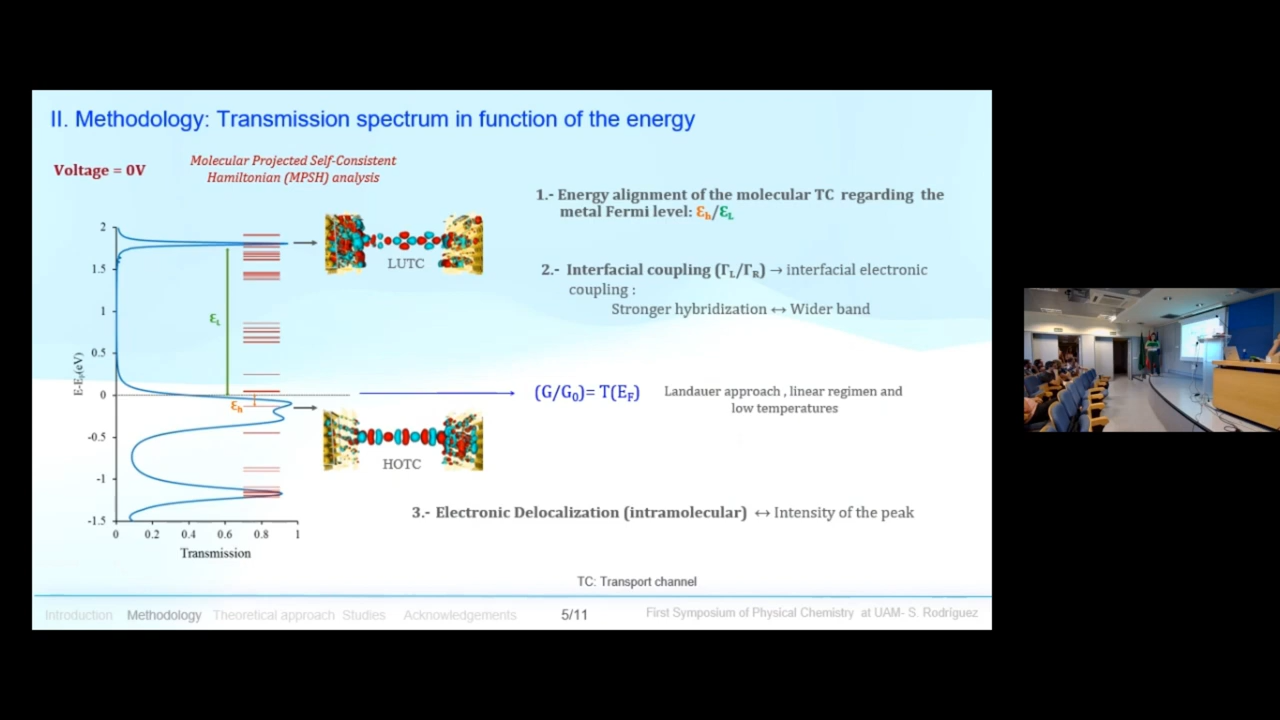 II. Methodology: Transmission spectrum in function of the energy
Voltage = 0V
Molecular Projected Self-Consistent
Hamiltonian (MPSH) analysis
1.- Energy alignment of the molecular TC regarding the
metal Fermi level: Ɛh/ƐL
2.- Interfacial coupling (ΓL/ΓR) → interfacial electronic
coupling :
Stronger hybridization ↔ Wider band
2
1.5
1
0.5
0
-0.5
-1
-1.5
E-EF(eV)
ƐL
Ɛh
LUTC
HOTC
0 0.2 0.4 0.6 0.8 1
Transmission
(G/G0)= T(EF)
Landauer approach , linear regimen and
low temperatures
3.- Electronic Delocalization (intramolecular) ↔ Intensity of the peak
TC: Transport channel
Introduction Methodology Theoretical approach Studies Acknowledgements 5/11 First Symposium of Physical Chemistry at UAM- S. Rodríguez